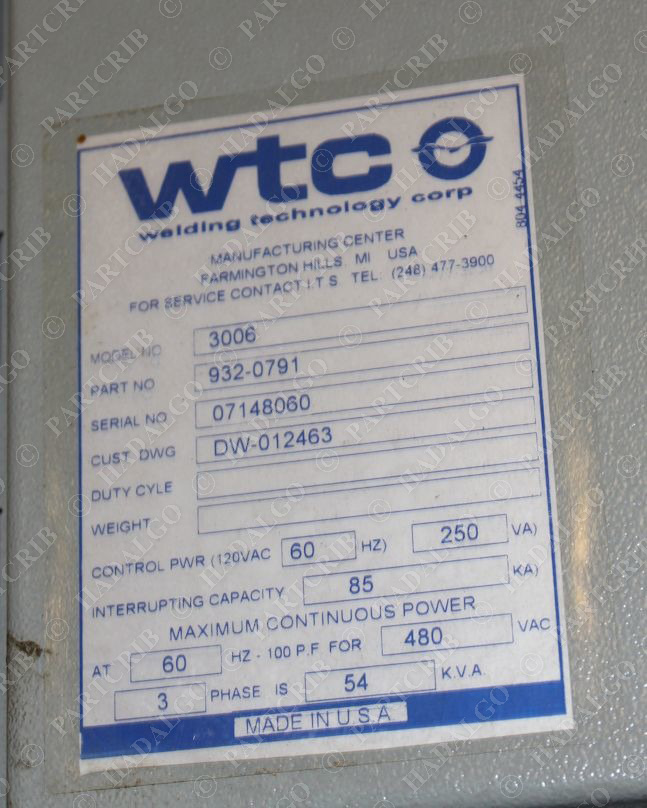 wtc
welding technology corp
804-4454
MANUFACTURING CENTER
FARMINGTON HILLS MI USA
FOR SERVICE CONTACT I.T.S TEL. (248) 477-3900
MODEL NO 3006
PART NO 932-0791
SERIAL NO 07148060
CUST. DWG DW-012463
DUTY CYLE
WEIGHT
CONTROL PWR (120VAC 60 HZ) 250 VA)
INTERRUPTING CAPACITY 85 KA)
MAXIMUM CONTINUOUS POWER
AT 60 HZ - 100 P.F FOR 480 VAC
3 PHASE IS 54 K.V.A.
MADE IN U.S.A
© PARTCRIB © HADALGO